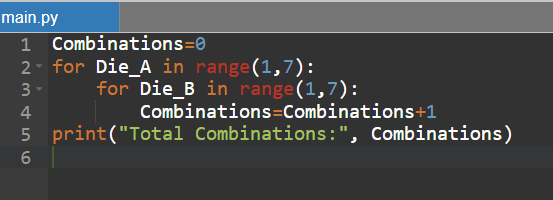 main.py
1 Combinations=0
2 for Die_A in range(1,7):
3     for Die_B in range(1,7):
4         Combinations=Combinations+1
5 print("Total Combinations:", Combinations)
6